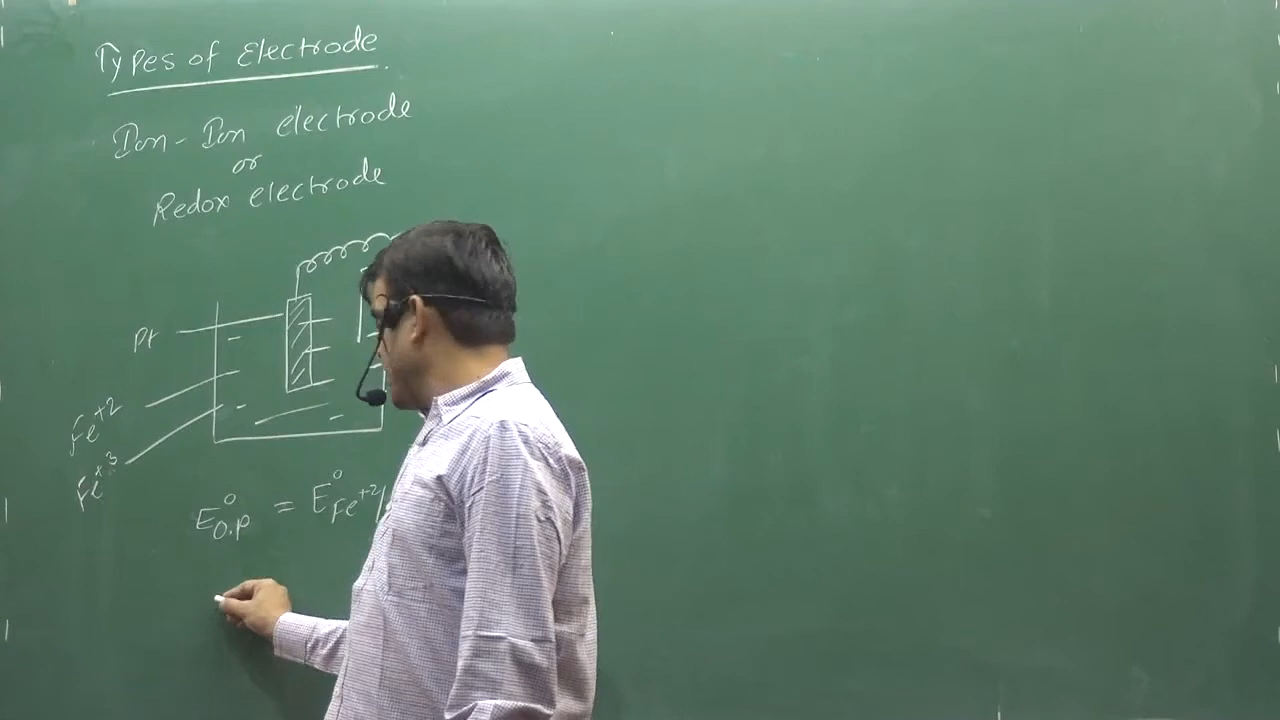 Types of Electrode
Ion-Ion electrode
or
Redox electrode
Pt
Fe+2
Fe+3
E°O.P = E°Fe+2/